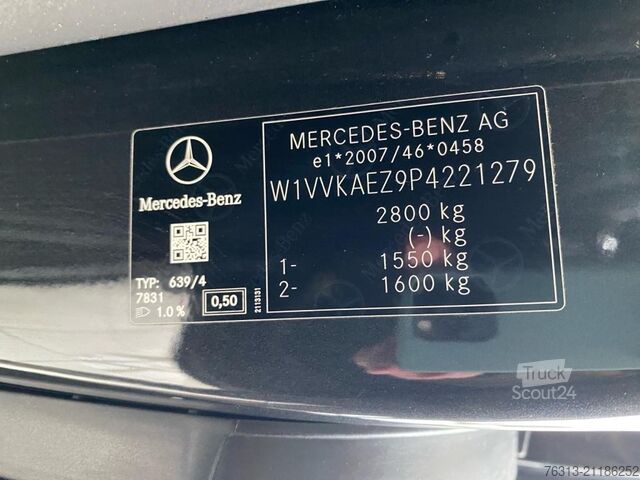 Mercedes-Benz
TYP: 639/4
7831
1.0 %
0,50
2113131
MERCEDES-BENZ AG
e1*2007/46*0458
W1VVKAEZ9P4221279
2800 kg
(-) kg
1- 1550 kg
2- 1600 kg
Truck
Scout24
76313-21186252